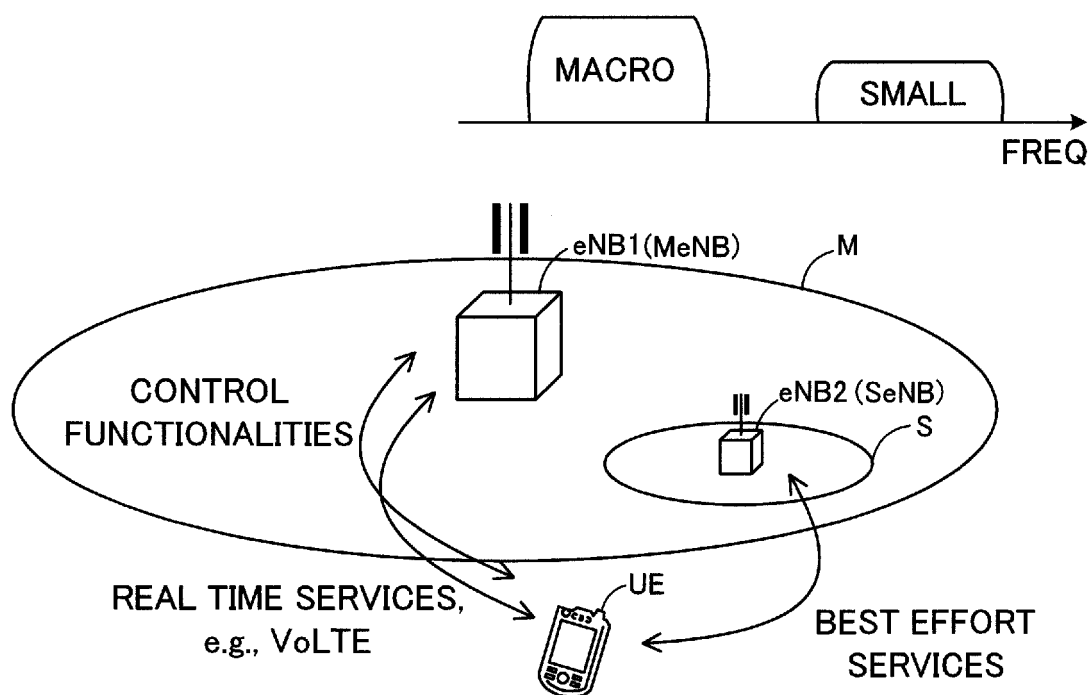 MACRO
SMALL
FREQ
eNB1(MeNB)
M
eNB2 (SeNB)
S
CONTROL
FUNCTIONALITIES
REAL TIME SERVICES,
e.g., VoLTE
UE
BEST EFFORT
SERVICES